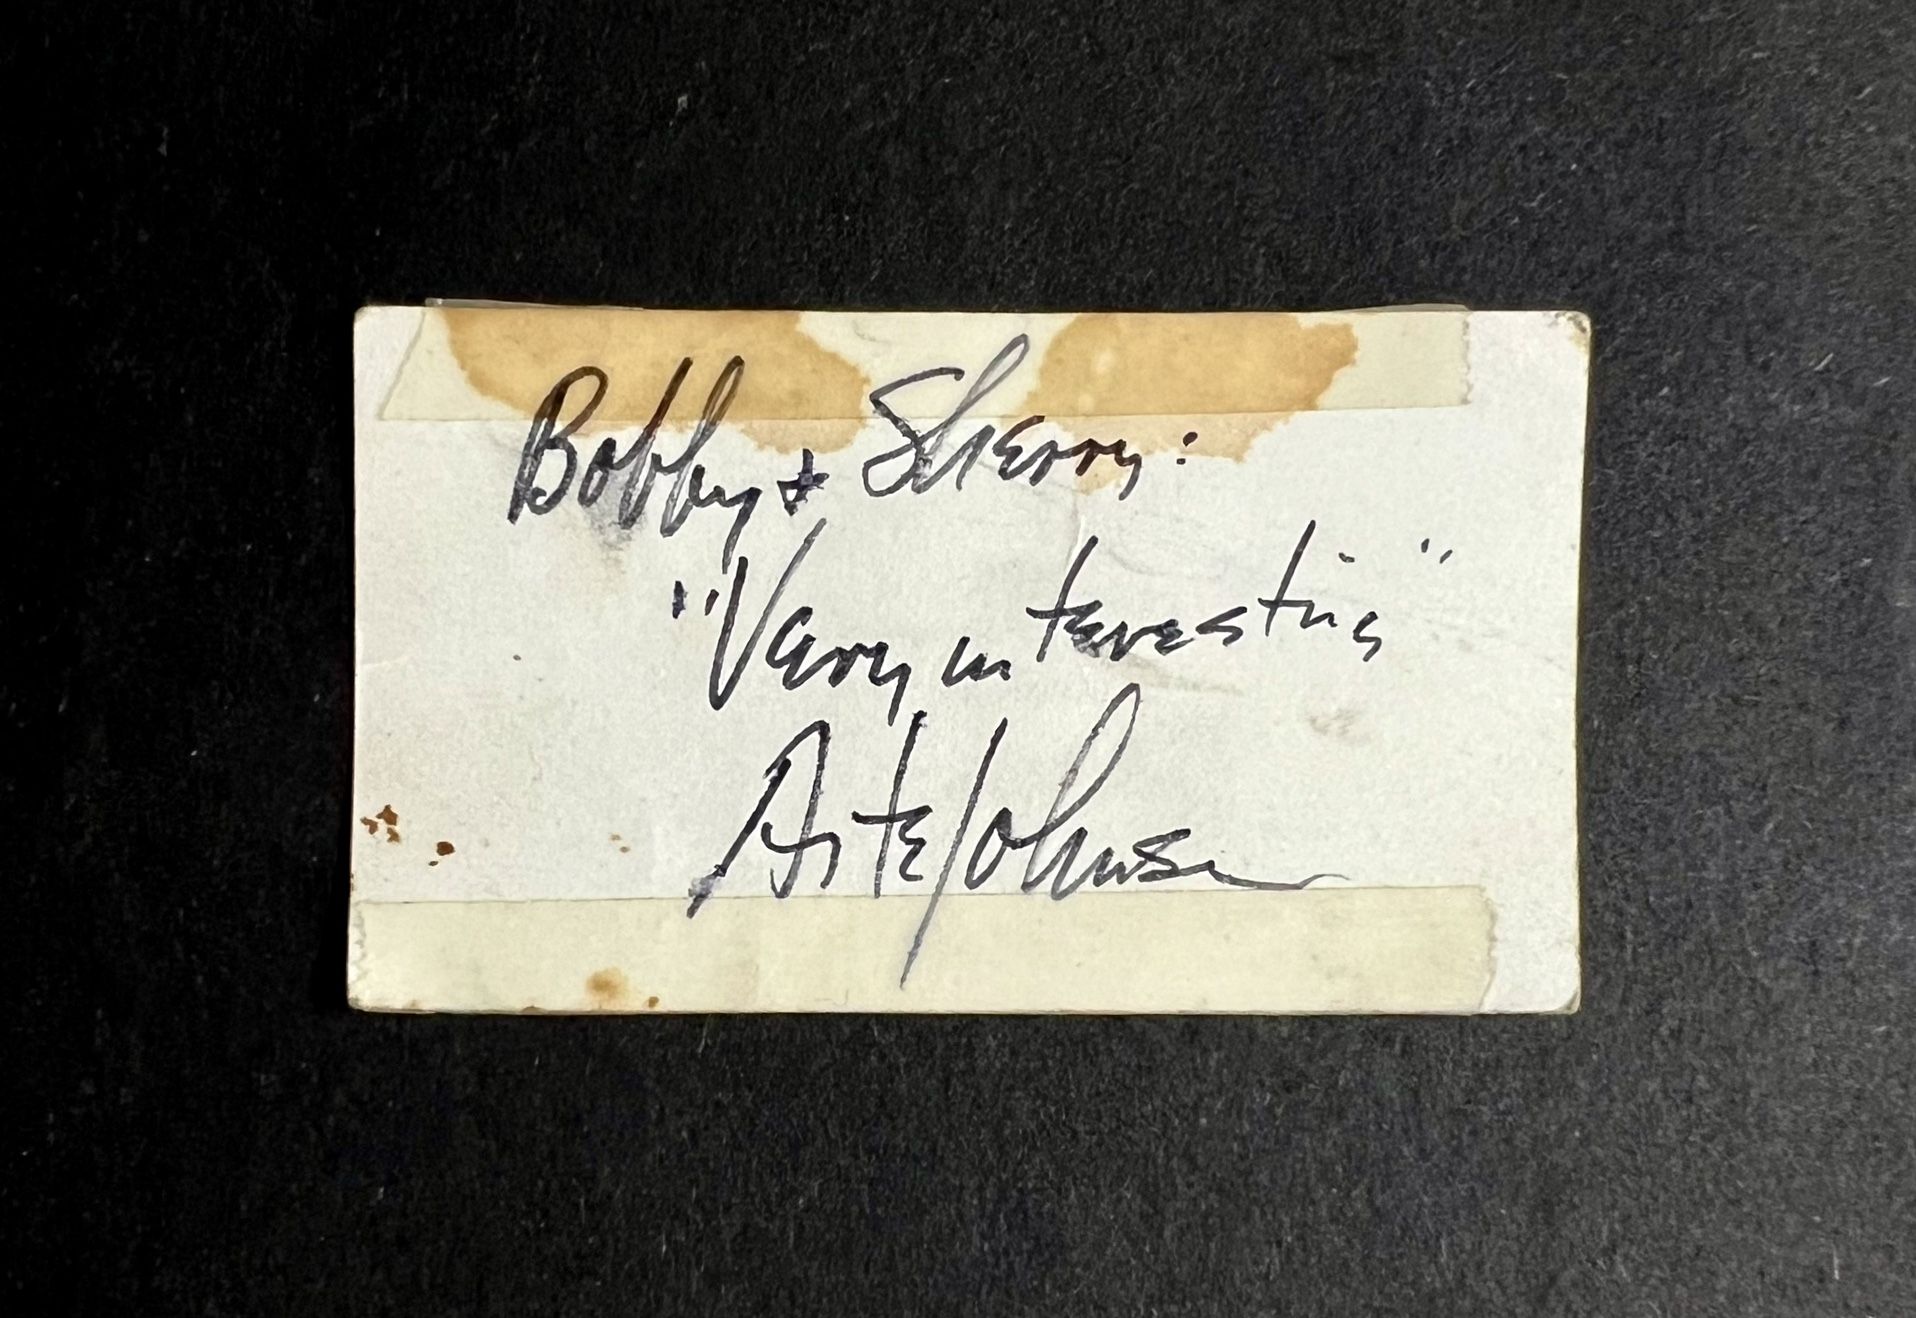 Bobby + Sherry:
"Very interesting"
Arte Johnson